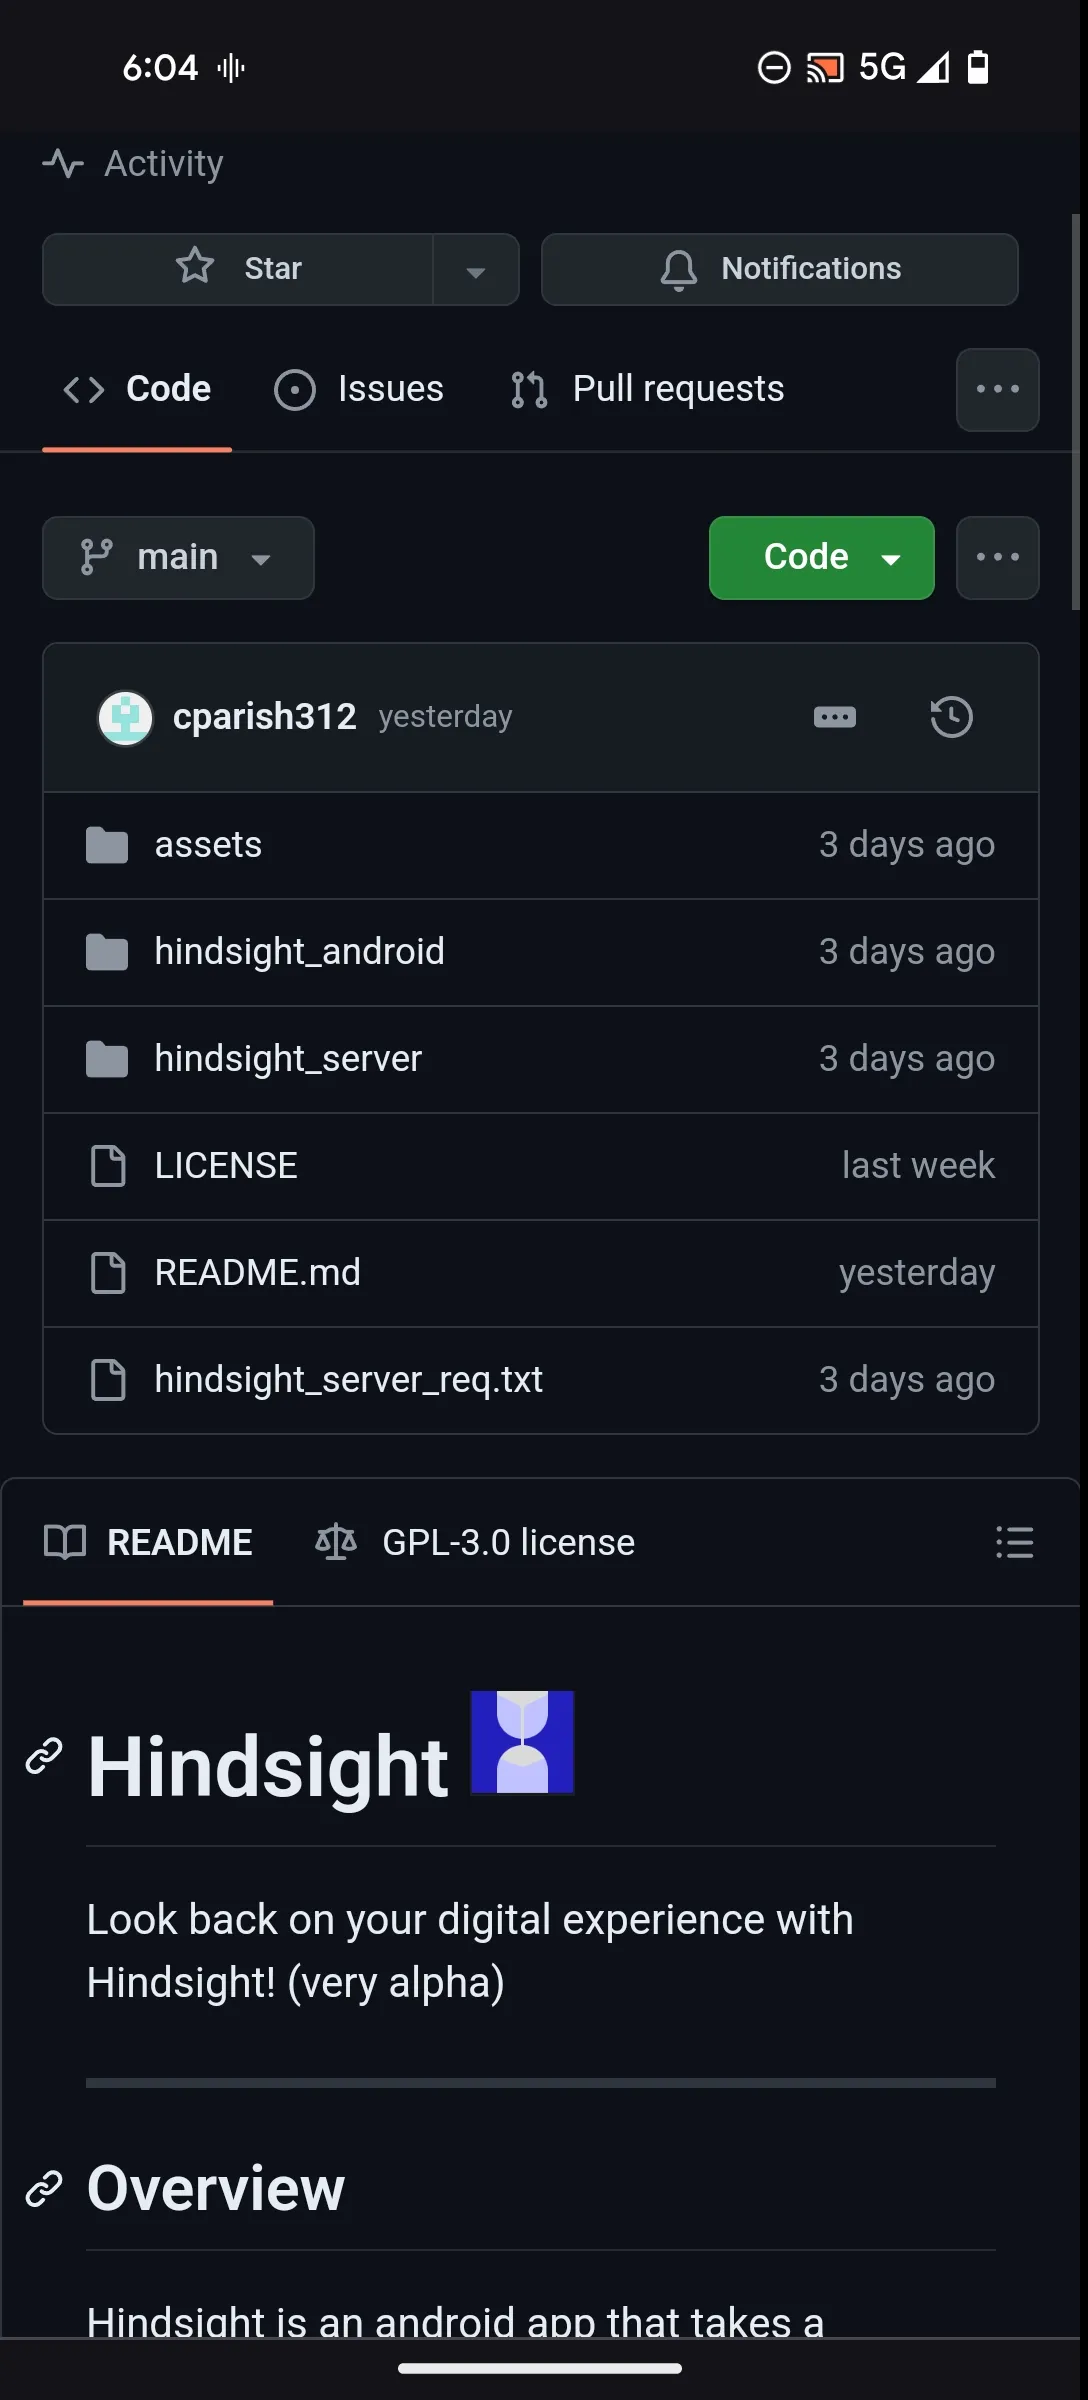 6:04 5G
Activity
Star Notifications
Code Issues Pull requests
main Code
cparish312 yesterday
assets 3 days ago
hindsight_android 3 days ago
hindsight_server 3 days ago
LICENSE last week
README.md yesterday
hindsight_server_req.txt 3 days ago
README GPL-3.0 license
Hindsight
Look back on your digital experience with
Hindsight! (very alpha)
Overview
Hindsight is an android app that takes a